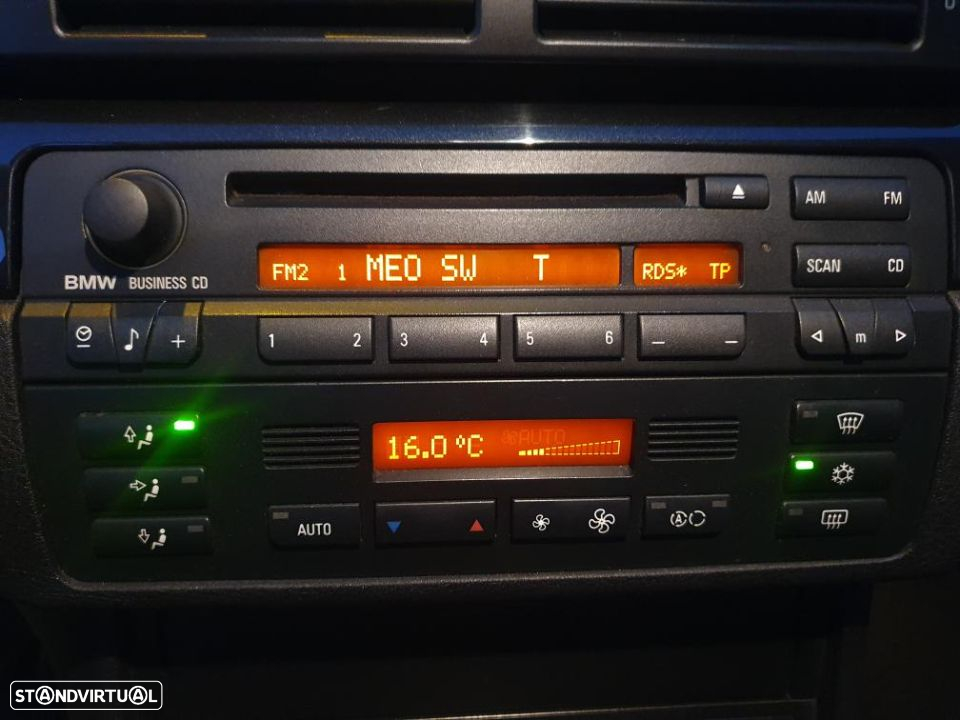 AM FM
FM2 1 MEO SW T RDS* TP
SCAN CD
BMW BUSINESS CD
+ 1 2 3 4 5 6 — — m
16.0 °C AUTO
AUTO A
STANDVIRTUAL